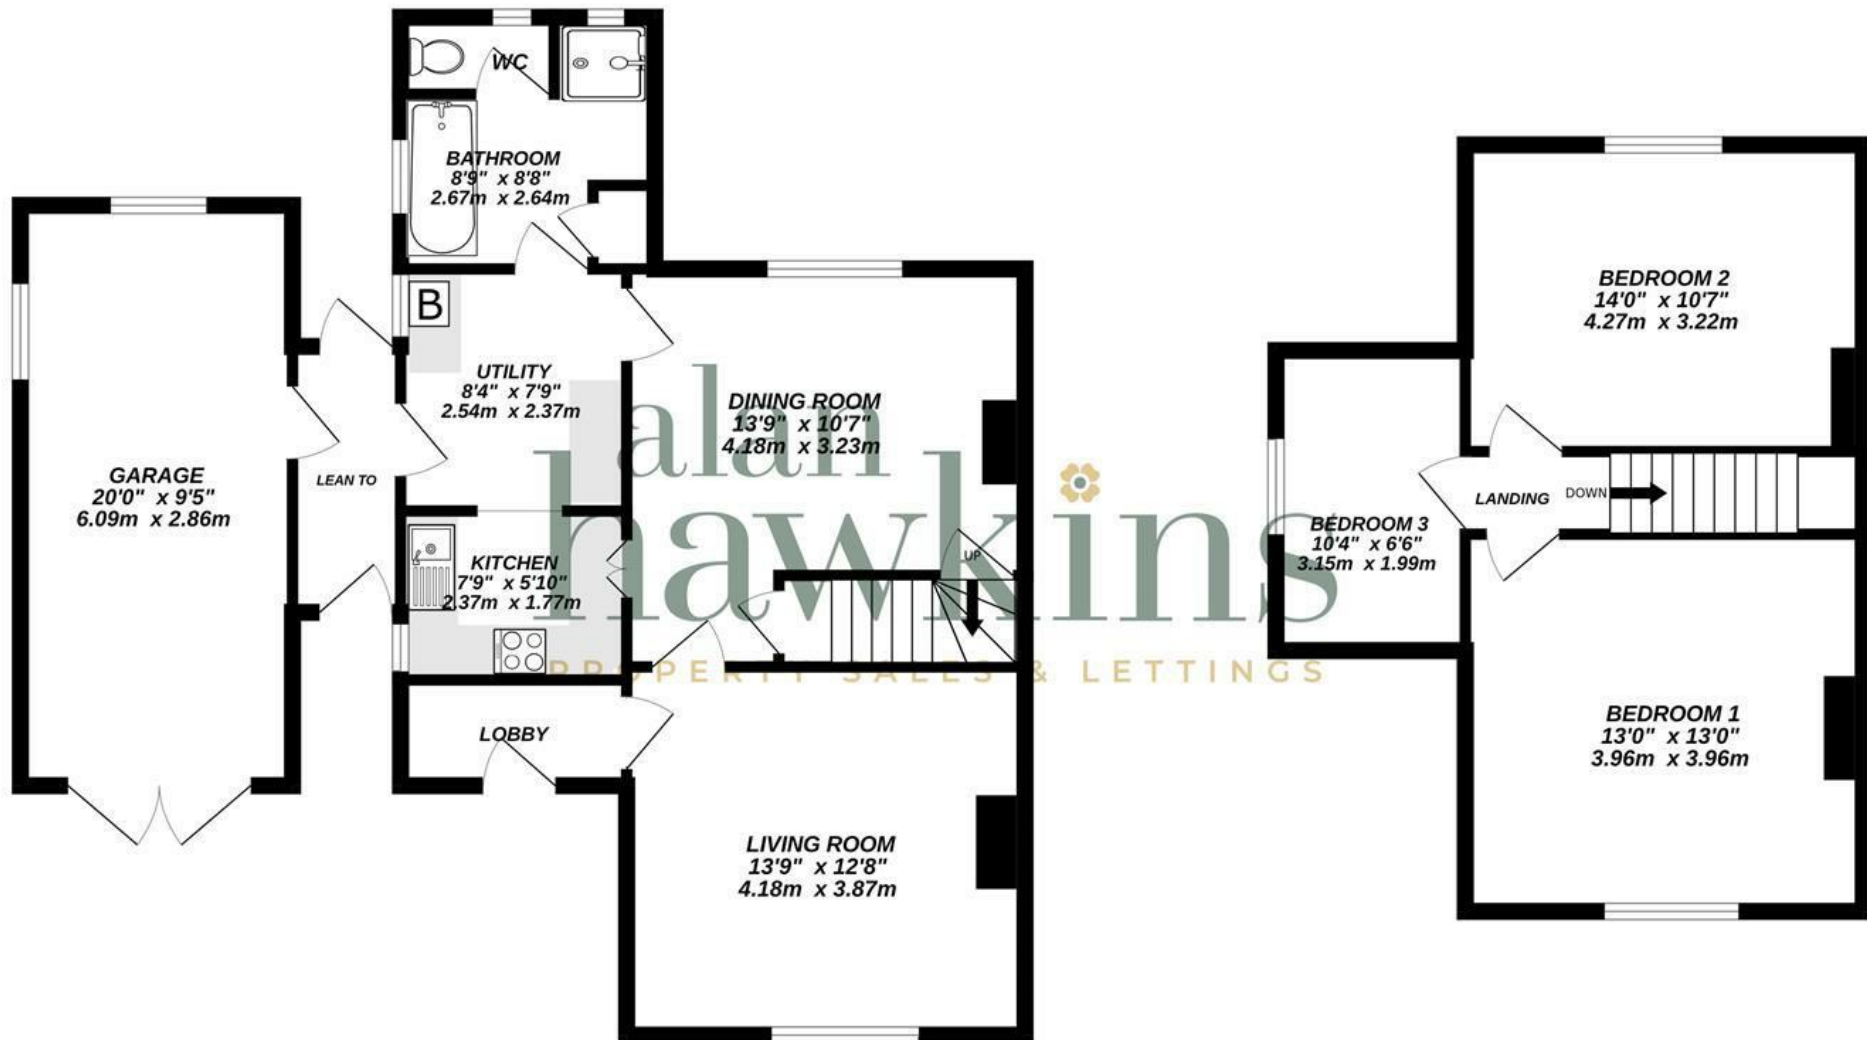 WC
BATHROOM
8'9" x 8'8"
2.67m x 2.64m
B
UTILITY
8'4" x 7'9"
2.54m x 2.37m
DINING ROOM
13'9" x 10'7"
4.18m x 3.23m
GARAGE
20'0" x 9'5"
6.09m x 2.86m
LEAN TO
KITCHEN
7'9" x 5'10"
2.37m x 1.77m
UP
LOBBY
LIVING ROOM
13'9" x 12'8"
4.18m x 3.87m
BEDROOM 2
14'0" x 10'7"
4.27m x 3.22m
LANDING
DOWN
BEDROOM 3
10'4" x 6'6"
3.15m x 1.99m
BEDROOM 1
13'0" x 13'0"
3.96m x 3.96m
alan
hawkins
PROPERTY SALES & LETTINGS